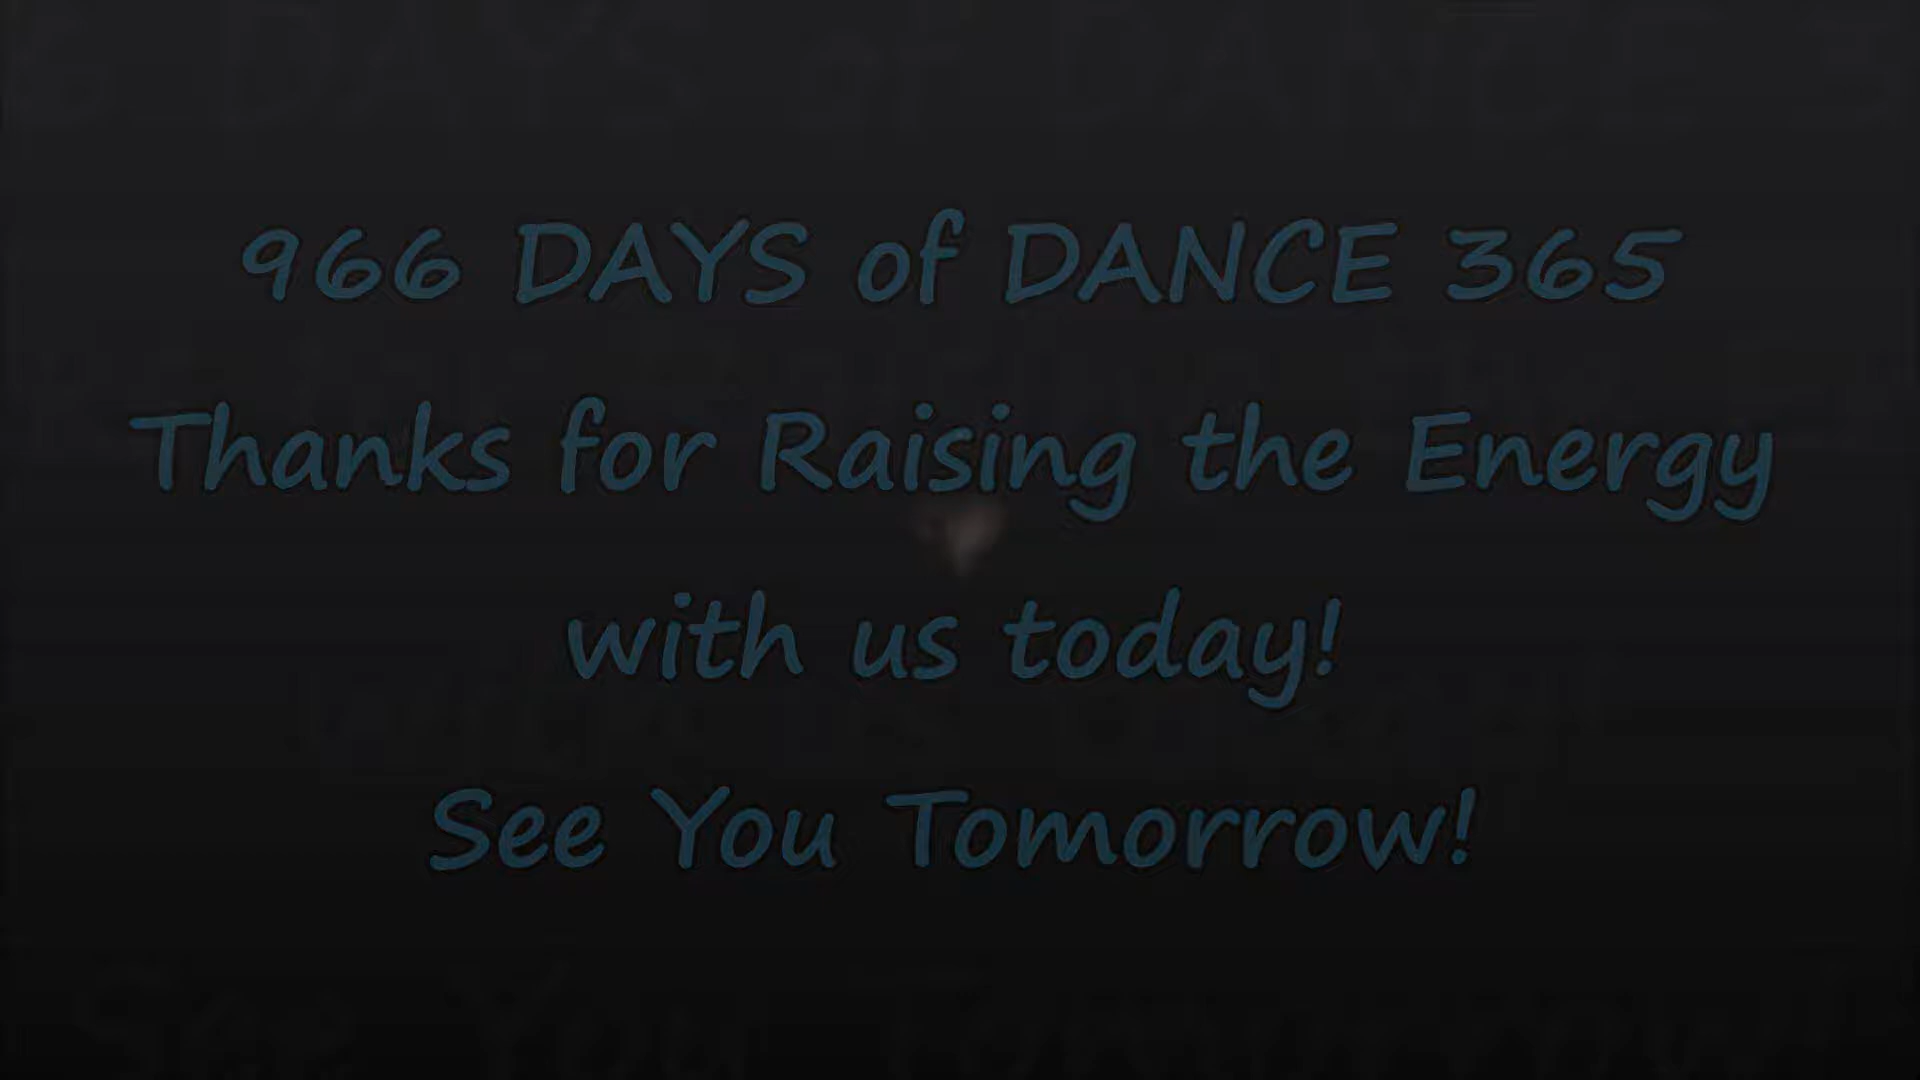 966 DAYS of DANCE 365
Thanks for Raising the Energy
with us today!
See You Tomorrow!